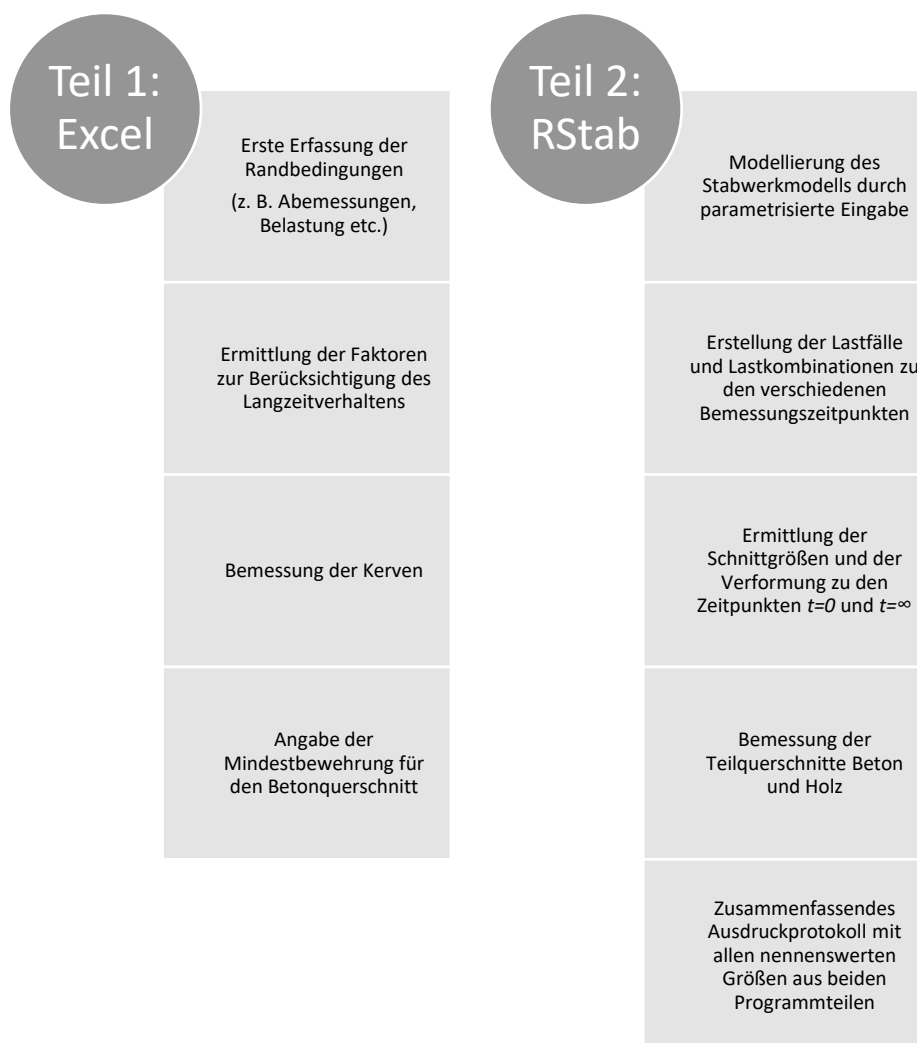 Teil 1:
Excel
Erste Erfassung der
Randbedingungen
(z. B. Abemessungen,
Belastung etc.)
Ermittlung der Faktoren
zur Berücksichtigung des
Langzeitverhaltens
Bemessung der Kerven
Angabe der
Mindestbewehrung für
den Betonquerschnitt
Teil 2:
RStab
Modellierung des
Stabwerkmodells durch
parametrisierte Eingabe
Erstellung der Lastfälle
und Lastkombinationen zu
den verschiedenen
Bemessungszeitpunkten
Ermittlung der
Schnittgrößen und der
Verformung zu den
Zeitpunkten t=0 und t=∞
Bemessung der
Teilquerschnitte Beton
und Holz
Zusammenfassendes
Ausdruckprotokoll mit
allen nennenswerten
Größen aus beiden
Programmteilen